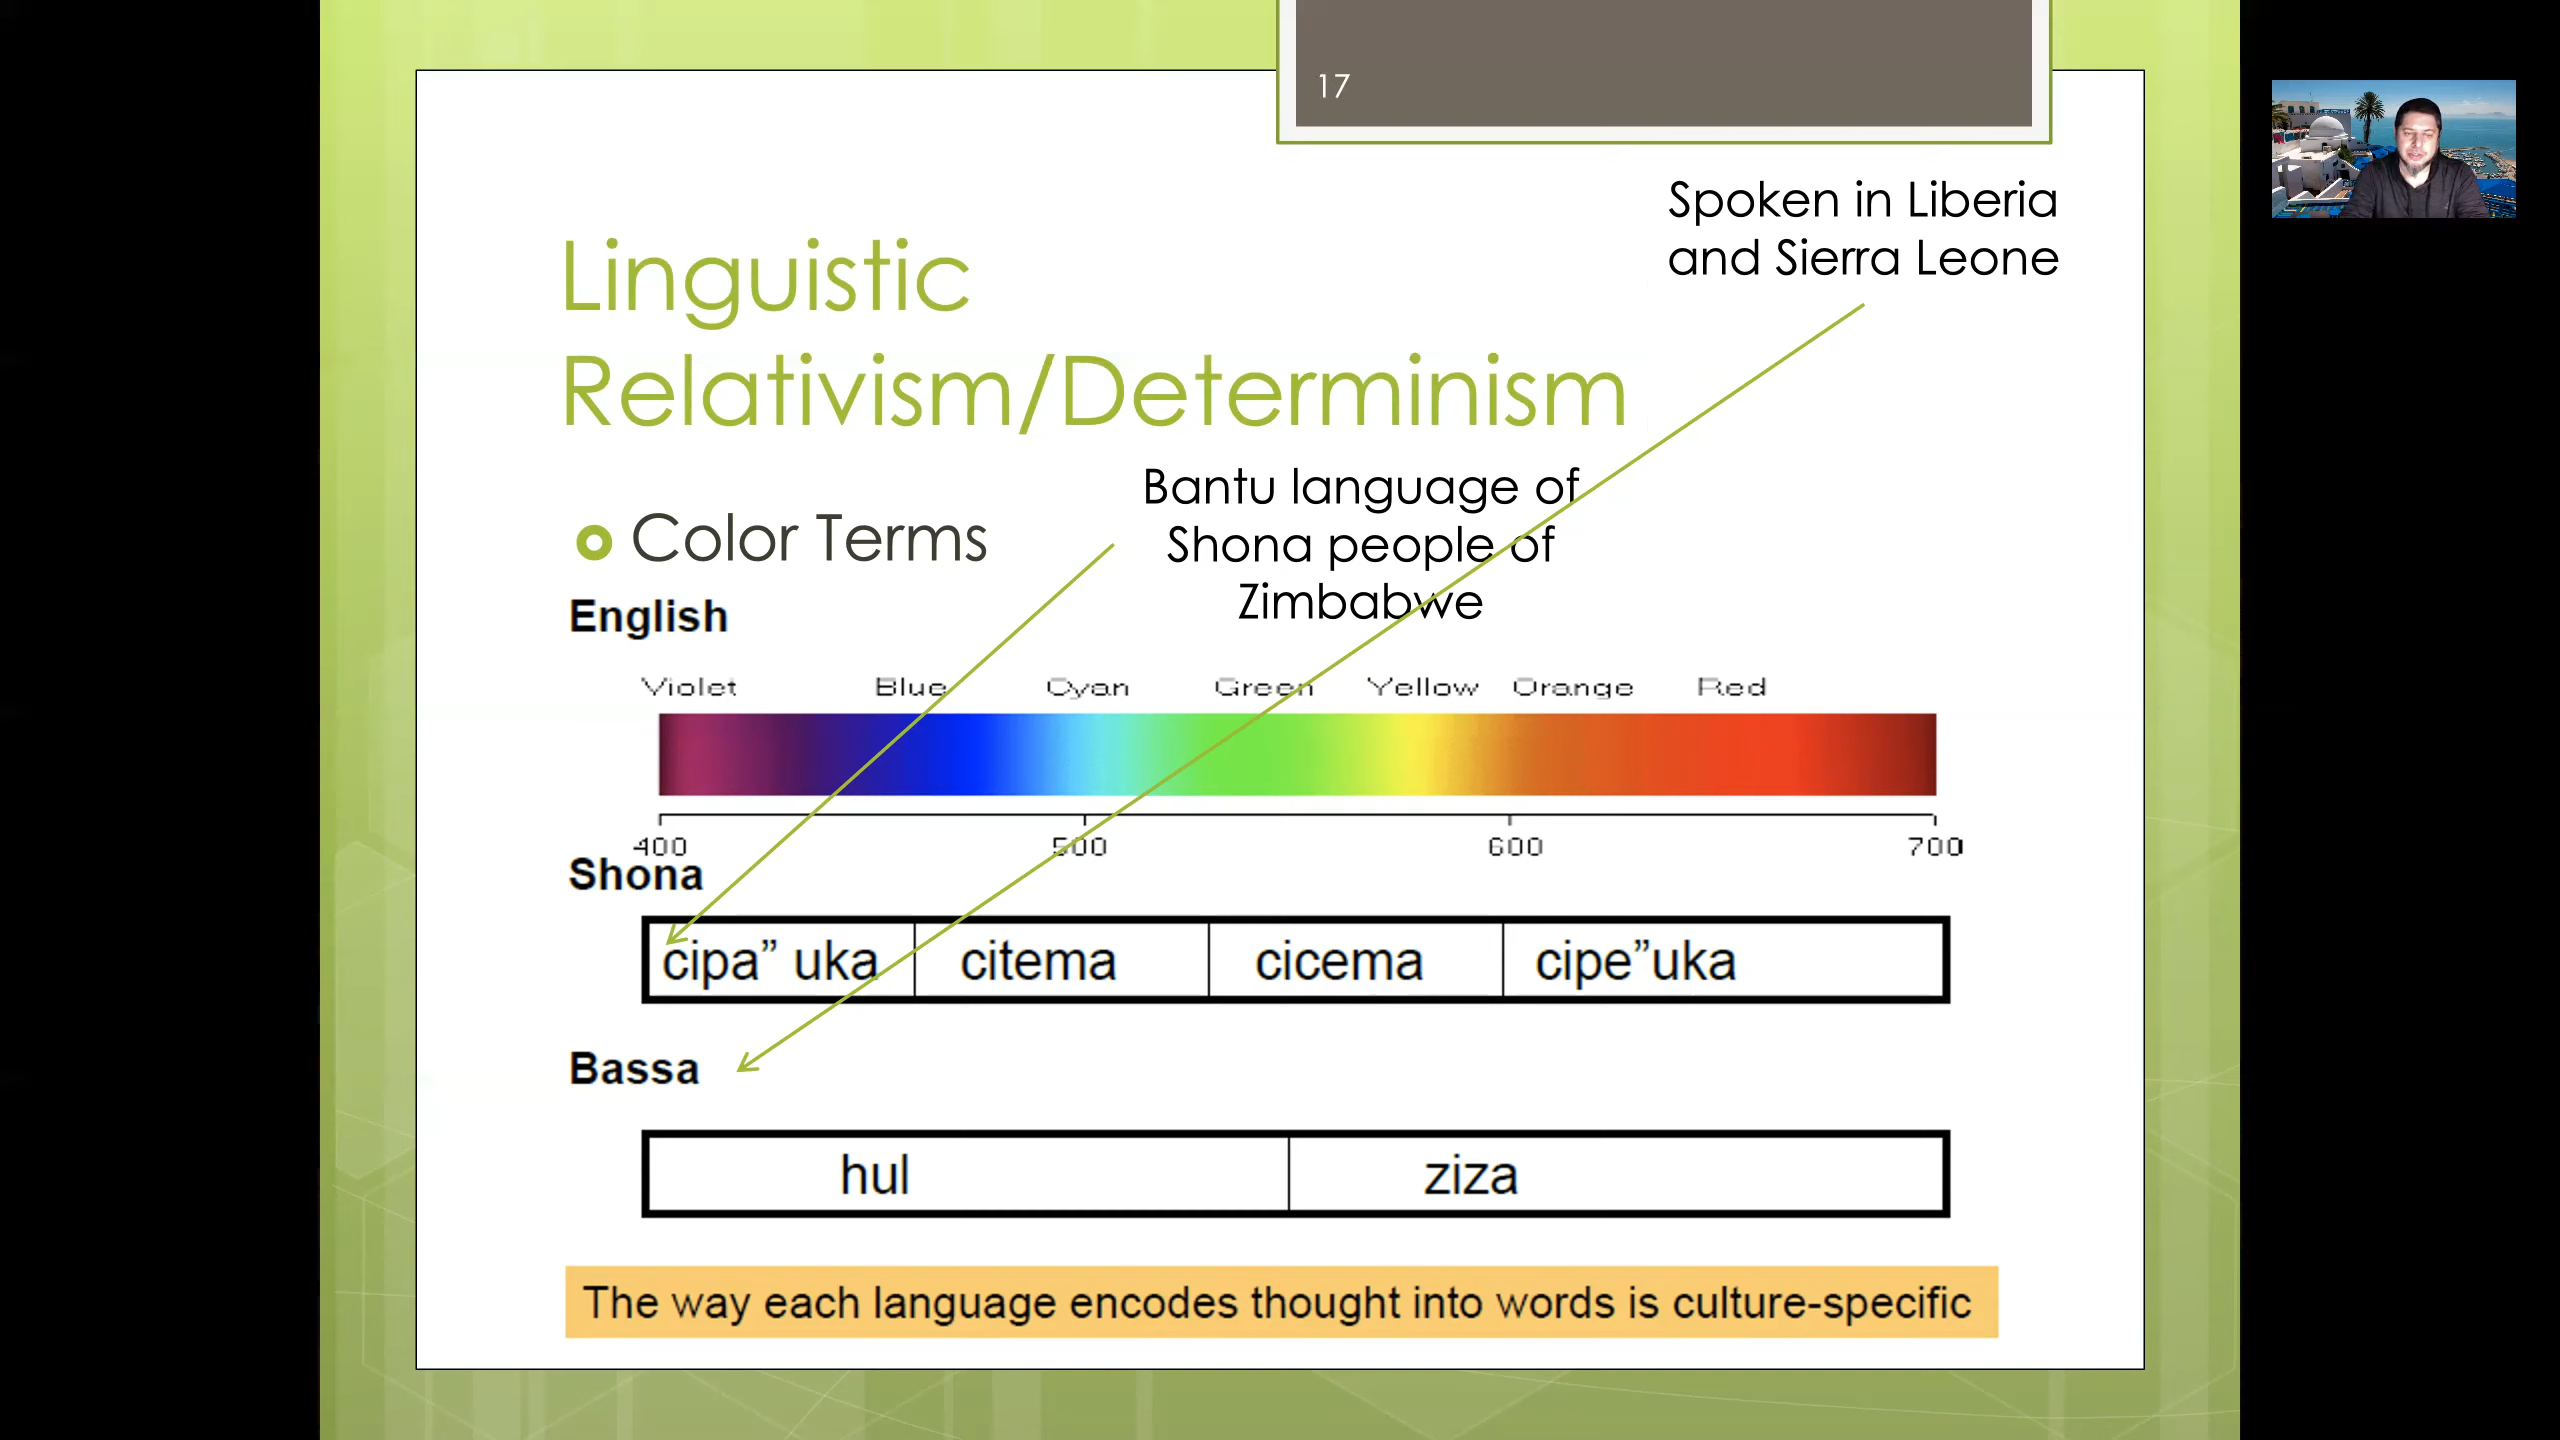 17
Spoken in Liberia
and Sierra Leone
Linguistic
Relativism/Determinism
Color Terms
Bantu language of
Shona people of
Zimbabwe
English
Violet Blue Cyan Green Yellow Orange Red
400 500 600 700
Shona
cipa” uka citema cicema cipe”uka
Bassa
hul ziza
The way each language encodes thought into words is culture-specific